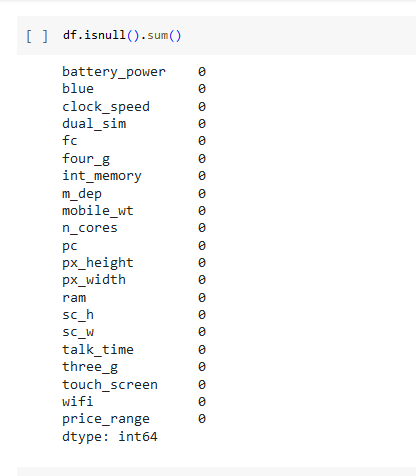 [ ] df.isnull().sum()
battery_power 0
blue 0
clock_speed 0
dual_sim 0
fc 0
four_g 0
int_memory 0
m_dep 0
mobile_wt 0
n_cores 0
pc 0
px_height 0
px_width 0
ram 0
sc_h 0
sc_w 0
talk_time 0
three_g 0
touch_screen 0
wifi 0
price_range 0
dtype: int64